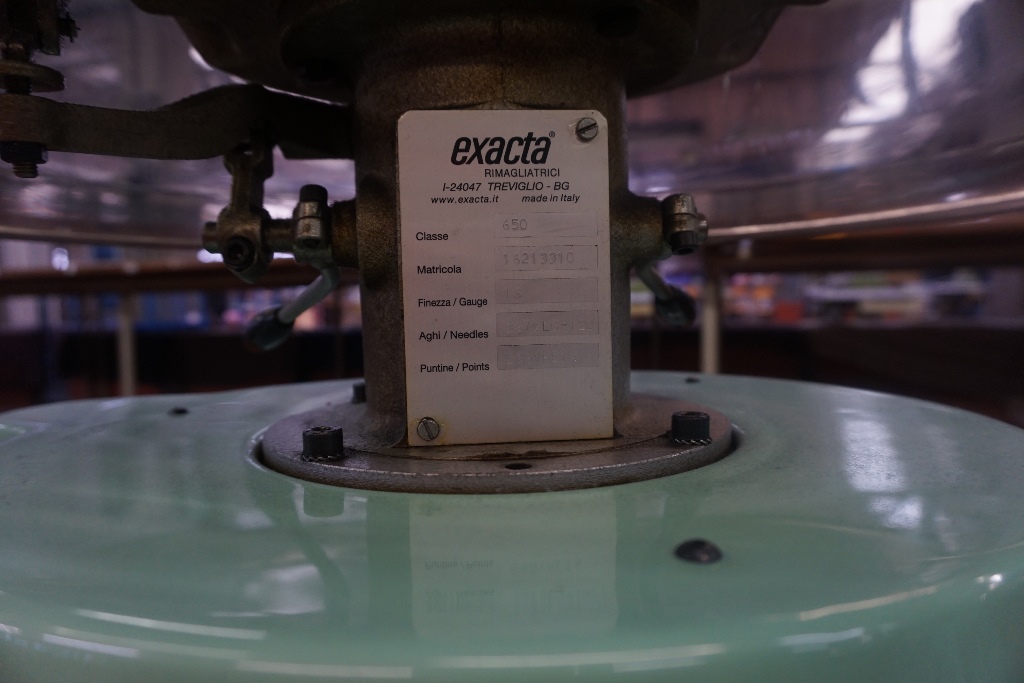 exacta®
RIMAGLIATRICI
I-24047 TREVIGLIO - BG
www.exacta.it made in Italy
Classe 650
Matricola
Finezza / Gauge
Aghi / Needles
Puntine / Points